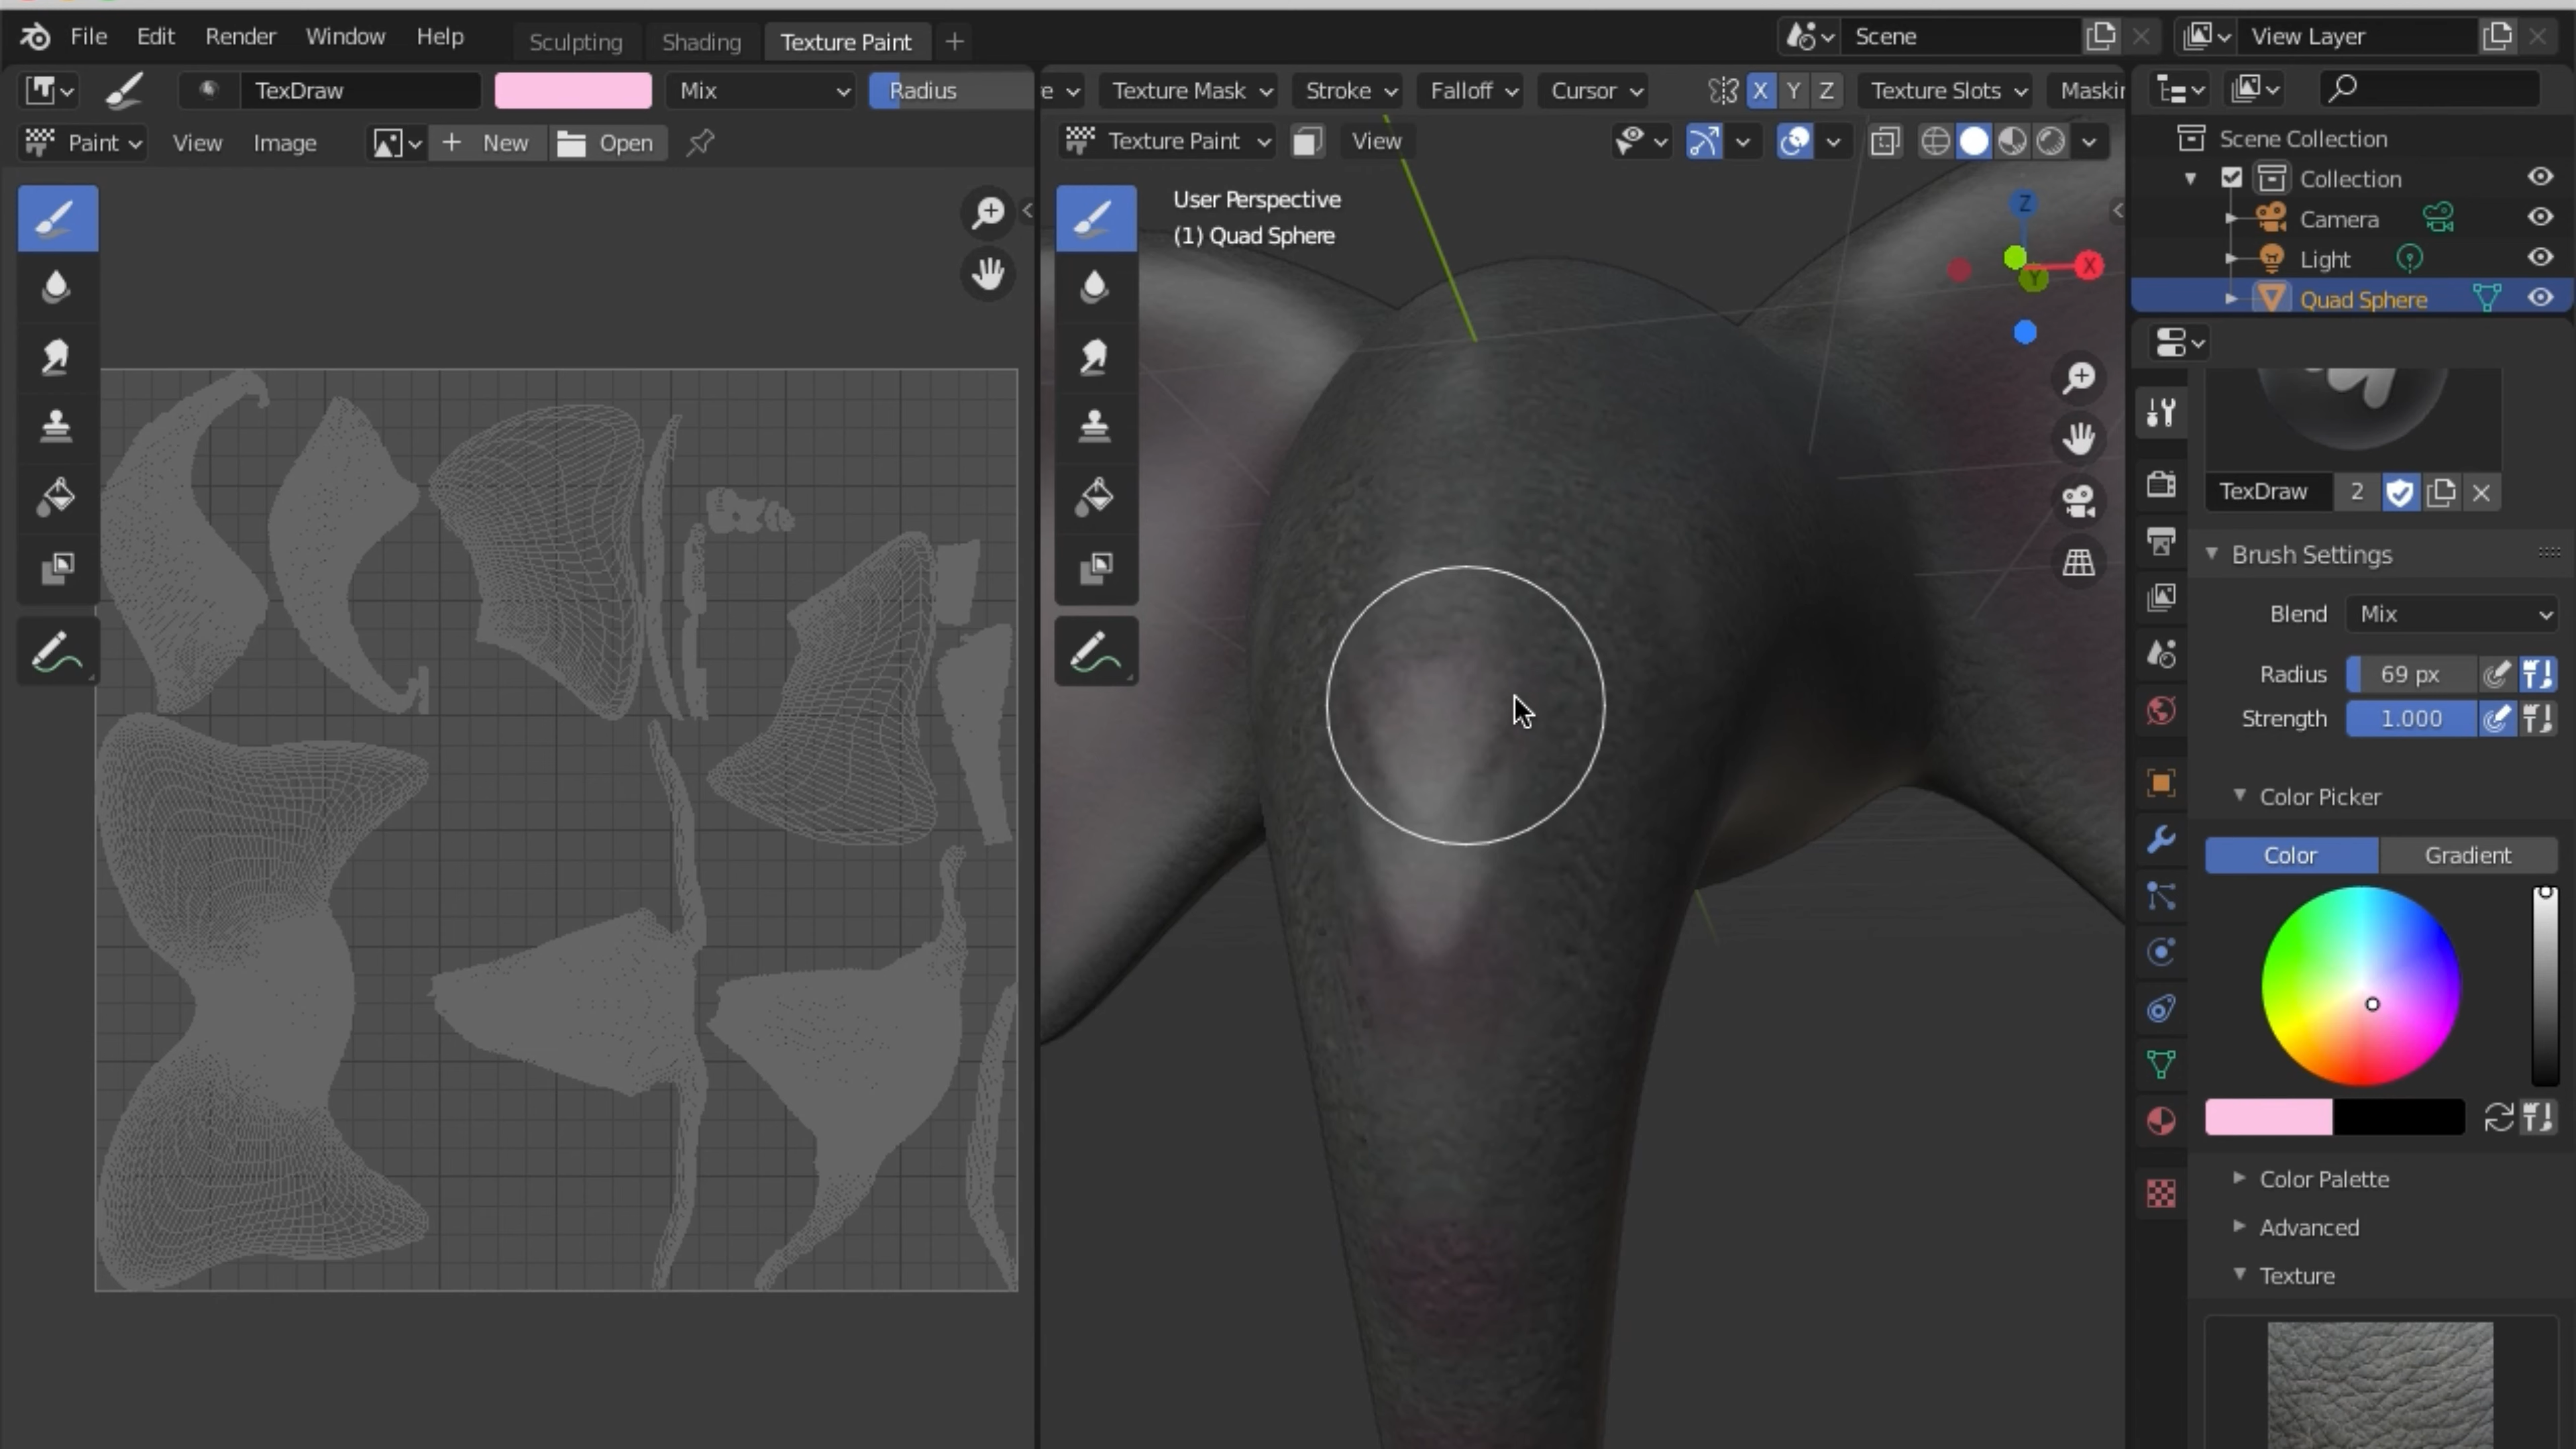 File Edit Render Window Help Sculpting Shading Texture Paint + Scene View Layer
TexDraw Mix Radius Texture Mask Stroke Falloff Cursor X Y Z Texture Slots
Paint View Image + New Open Texture Paint View
User Perspective
(1) Quad Sphere
Z
X
Y
Scene Collection
Collection
Camera
Light
Quad Sphere
TexDraw 2
Brush Settings
Blend Mix
Radius 69 px
Strength 1.000
Color Picker
Color Gradient
Color Palette
Advanced
Texture